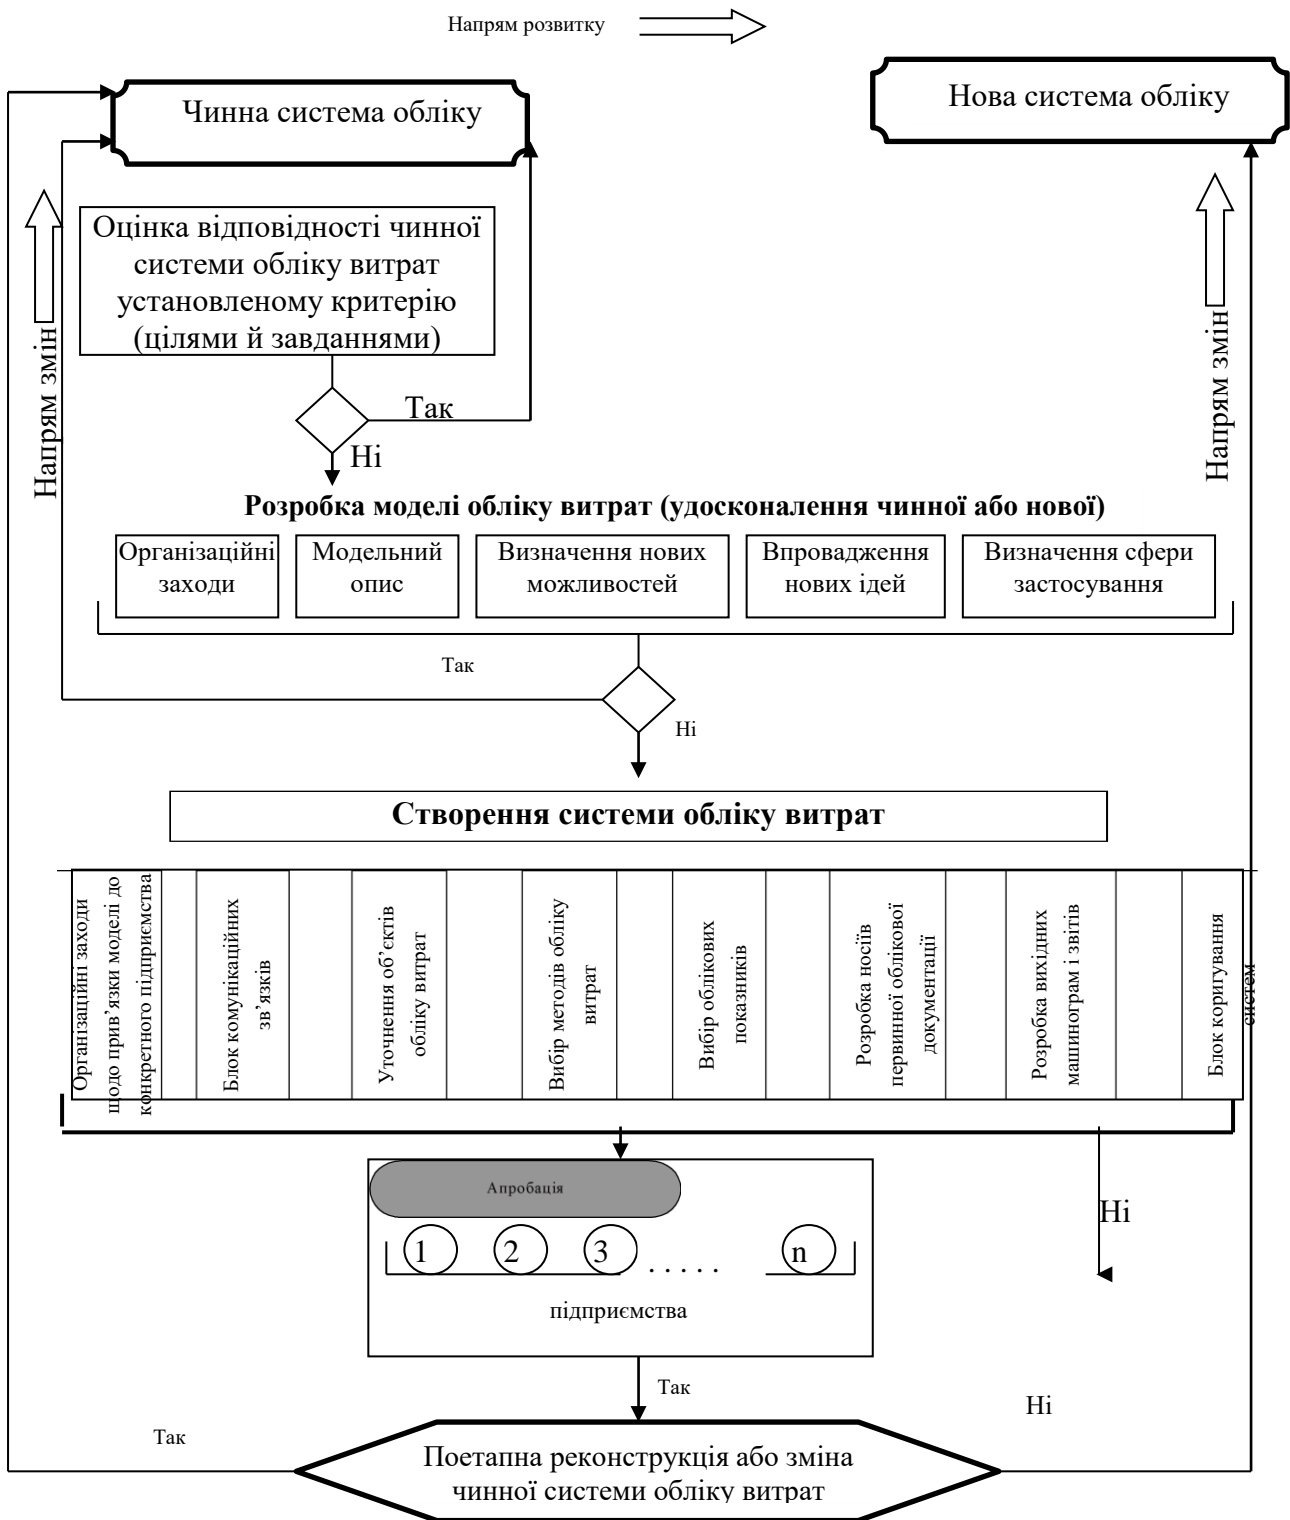 Напрям розвитку
Чинна система обліку
Нова система обліку
Оцінка відповідності чинної
системи обліку витрат
установленому критерію
(цілями й завданнями)
Напрям змін
Напрям змін
Так
Ні
Розробка моделі обліку витрат (удосконалення чинної або нової)
Організаційні
заходи
Модельний
опис
Визначення нових
можливостей
Впровадження
нових ідей
Визначення сфери
застосування
Так
Ні
Створення системи обліку витрат
Організаційні заходи
щодо прив’язки моделі до
конкретного підприємства
Блок комунікаційних
зв’язків
Уточнення об’єктів
обліку витрат
Вибір методів обліку
витрат
Вибір облікових
показників
Розробка носіїв
первинної облікової
документації
Розробка вихідних
машинограм і звітів
Блок коригування
систем
Апробація
1 2 3 . . . . . n
підприємства
Ні
Так
Ні
Так
Поетапна реконструкція або зміна
чинної системи обліку витрат